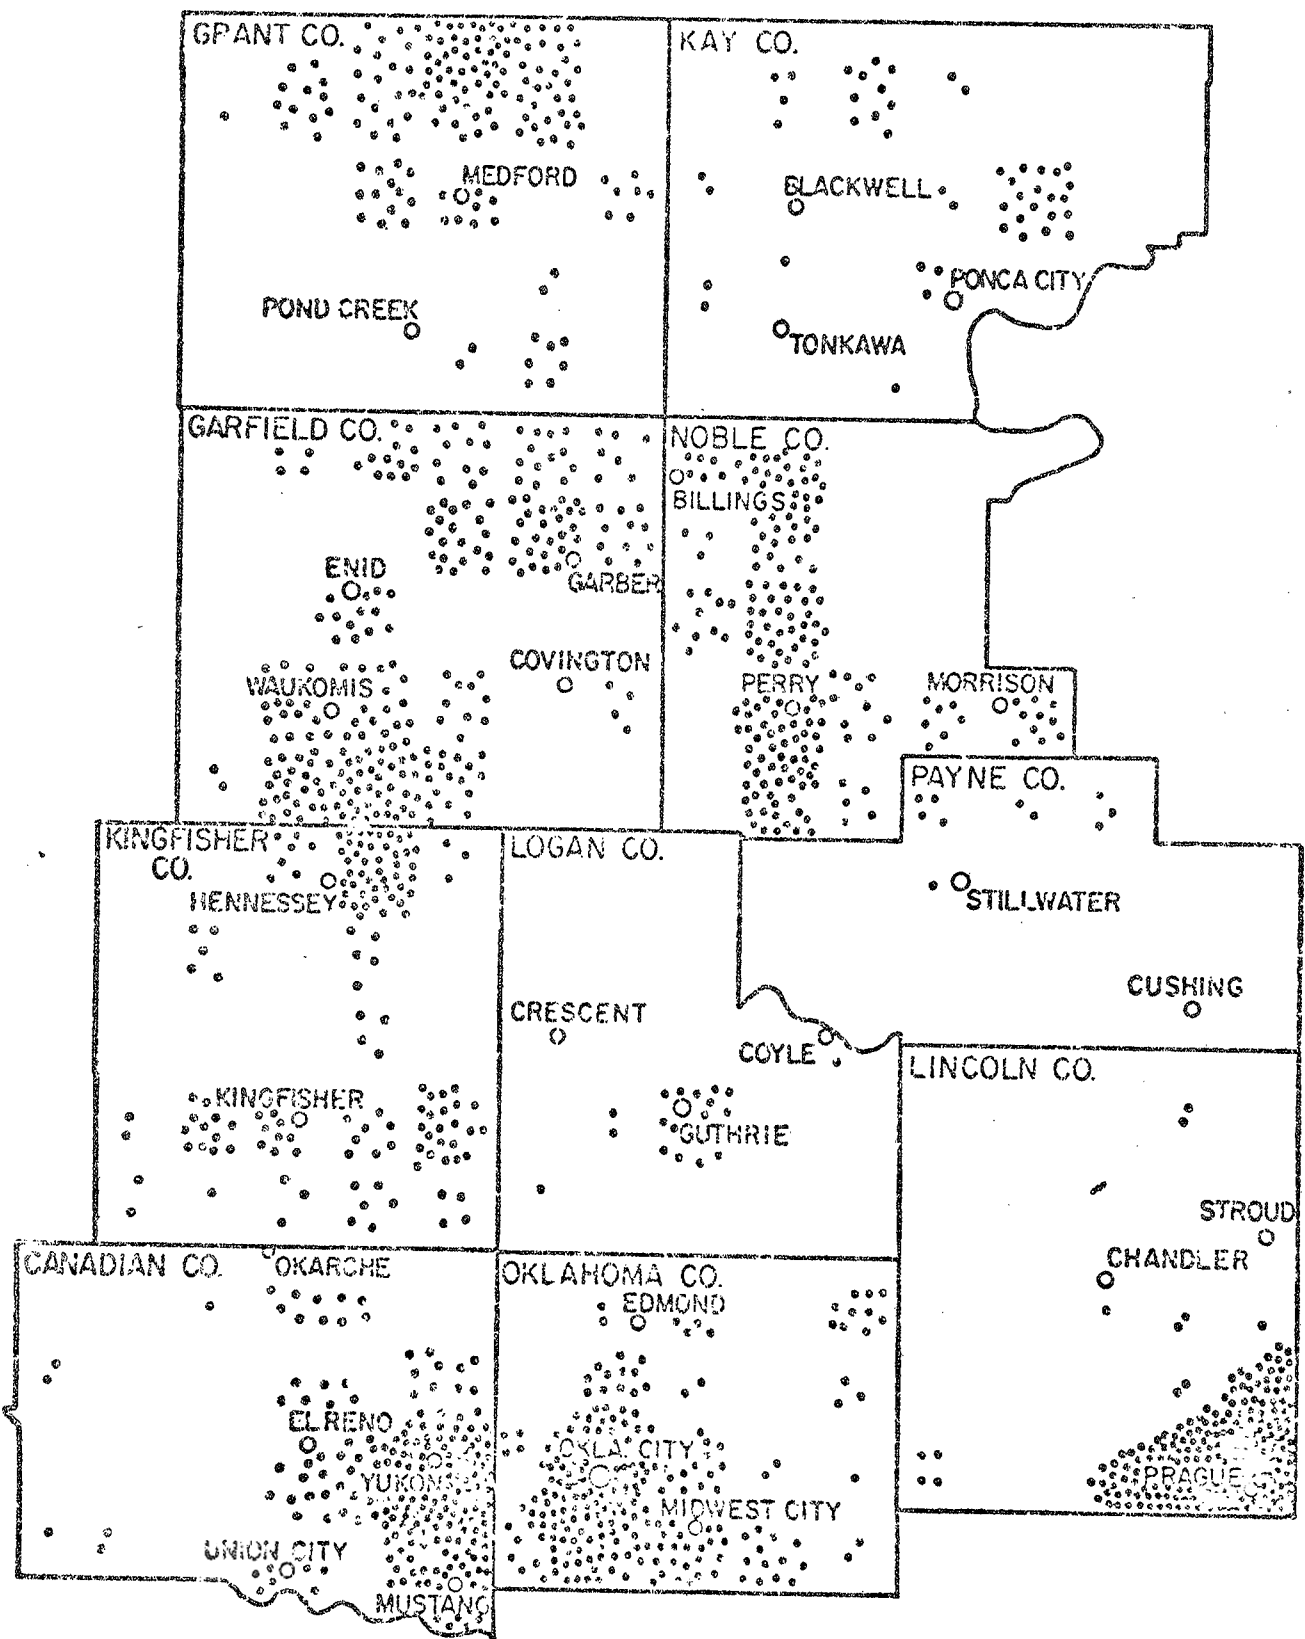 GRANT CO.
KAY CO.
MEDFORD
BLACKWELL
POND CREEK
PONCA CITY
TONKAWA
GARFIELD CO.
NOBLE CO.
BILLINGS
ENID
GARBER
COVINGTON
WAUKOMIS
PERRY
MORRISON
PAYNE CO.
KINGFISHER
CO.
LOGAN CO.
HENNESSEY
STILLWATER
CUSHING
CRESCENT
COYLE
LINCOLN CO.
KINGFISHER
GUTHRIE
STROUD
CHANDLER
CANADIAN CO.
OKARCHE
OKLAHOMA CO.
EDMOND
EL RENO
OKLA. CITY
YUKON
PRAGUE
MIDWEST CITY
UNION CITY
MUSTANG